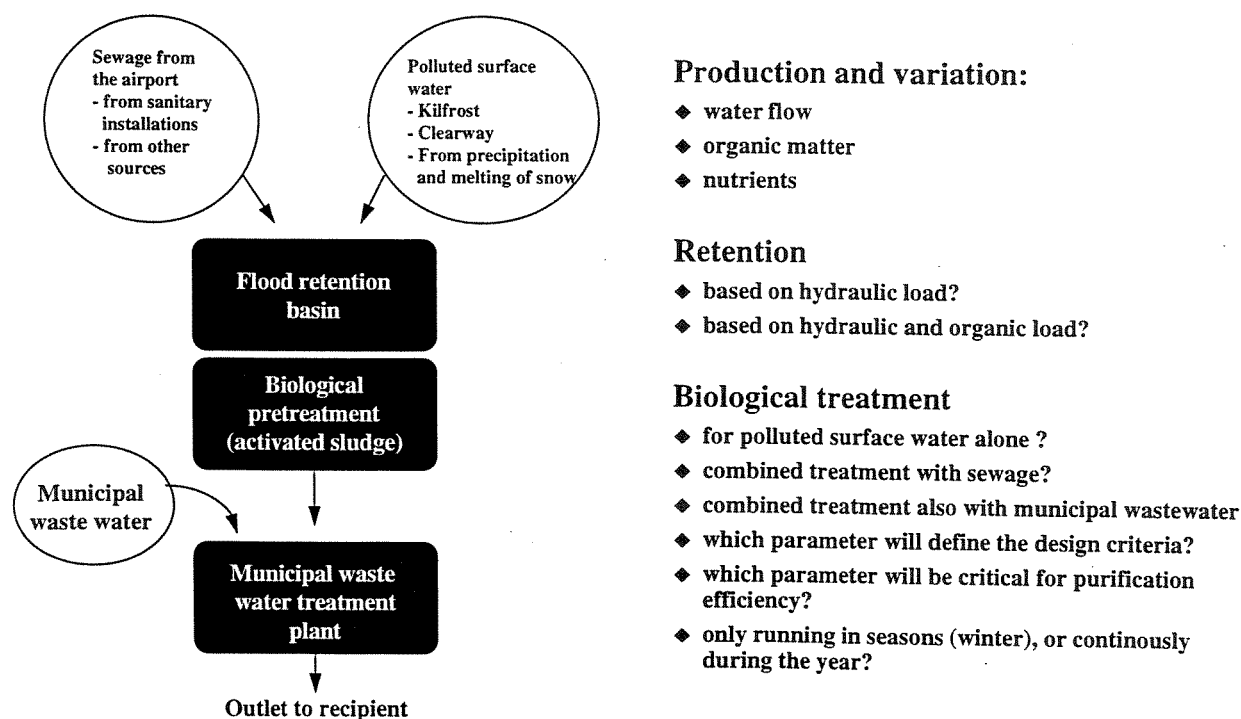 Sewage from
the airport
- from sanitary
installations
- from other
sources
Polluted surface
water
- Kilfrost
- Clearway
- From precipitation
and melting of snow
Flood retention
basin
Biological
pretreatment
(activated sludge)
Municipal
waste water
Municipal waste
water treatment
plant
Outlet to recipient
Production and variation:
◆ water flow
◆ organic matter
◆ nutrients
Retention
◆ based on hydraulic load?
◆ based on hydraulic and organic load?
Biological treatment
◆ for polluted surface water alone ?
◆ combined treatment with sewage?
◆ combined treatment also with municipal wastewater
◆ which parameter will define the design criteria?
◆ which parameter will be critical for purification
efficiency?
◆ only running in seasons (winter), or continously
during the year?